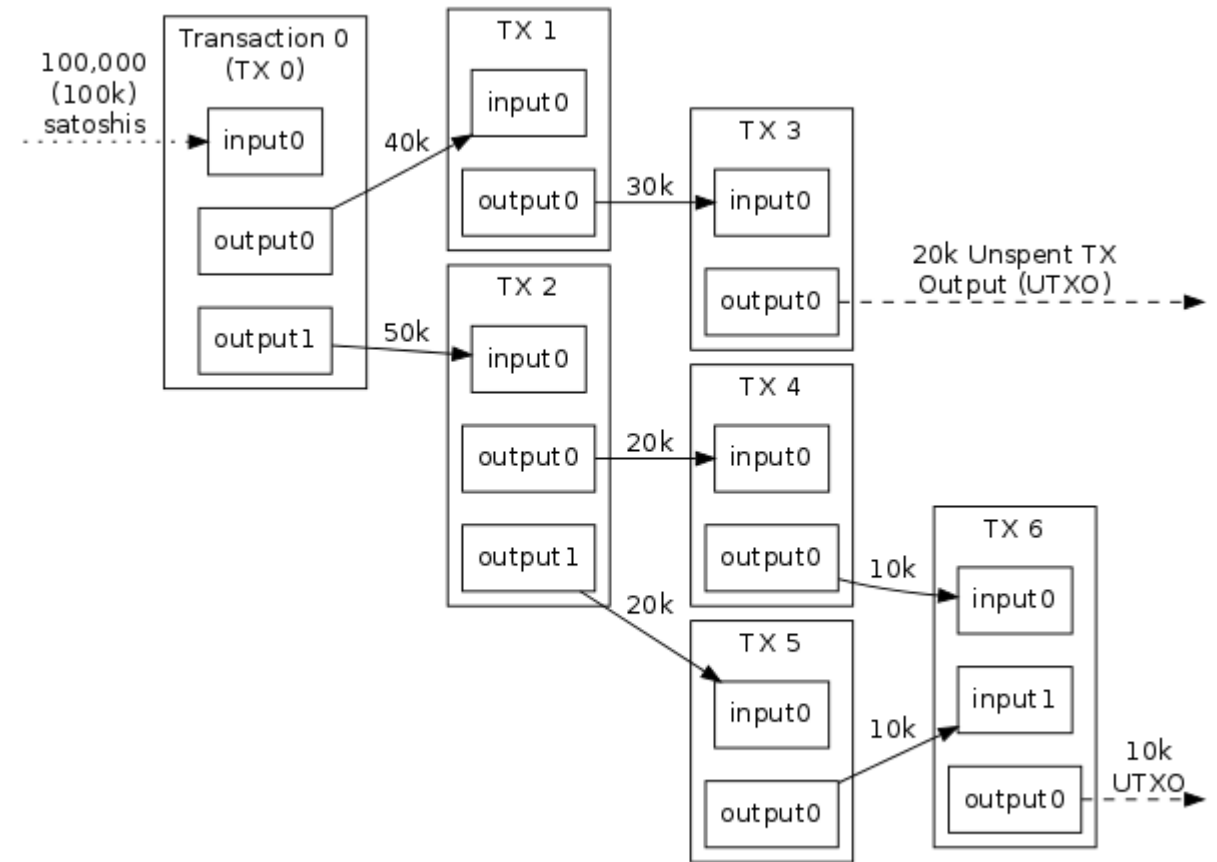 100,000
(100k)
satoshis
Transaction 0
(TX 0)
input0
output0
output1
40k
50k
TX 1
input0
output0
30k
TX 2
input0
output0
output1
20k
20k
TX 3
input0
output0
20k Unspent TX
Output (UTXO)
TX 4
input0
output0
10k
TX 5
input0
output0
10k
TX 6
input0
input1
output0
10k
UTXO